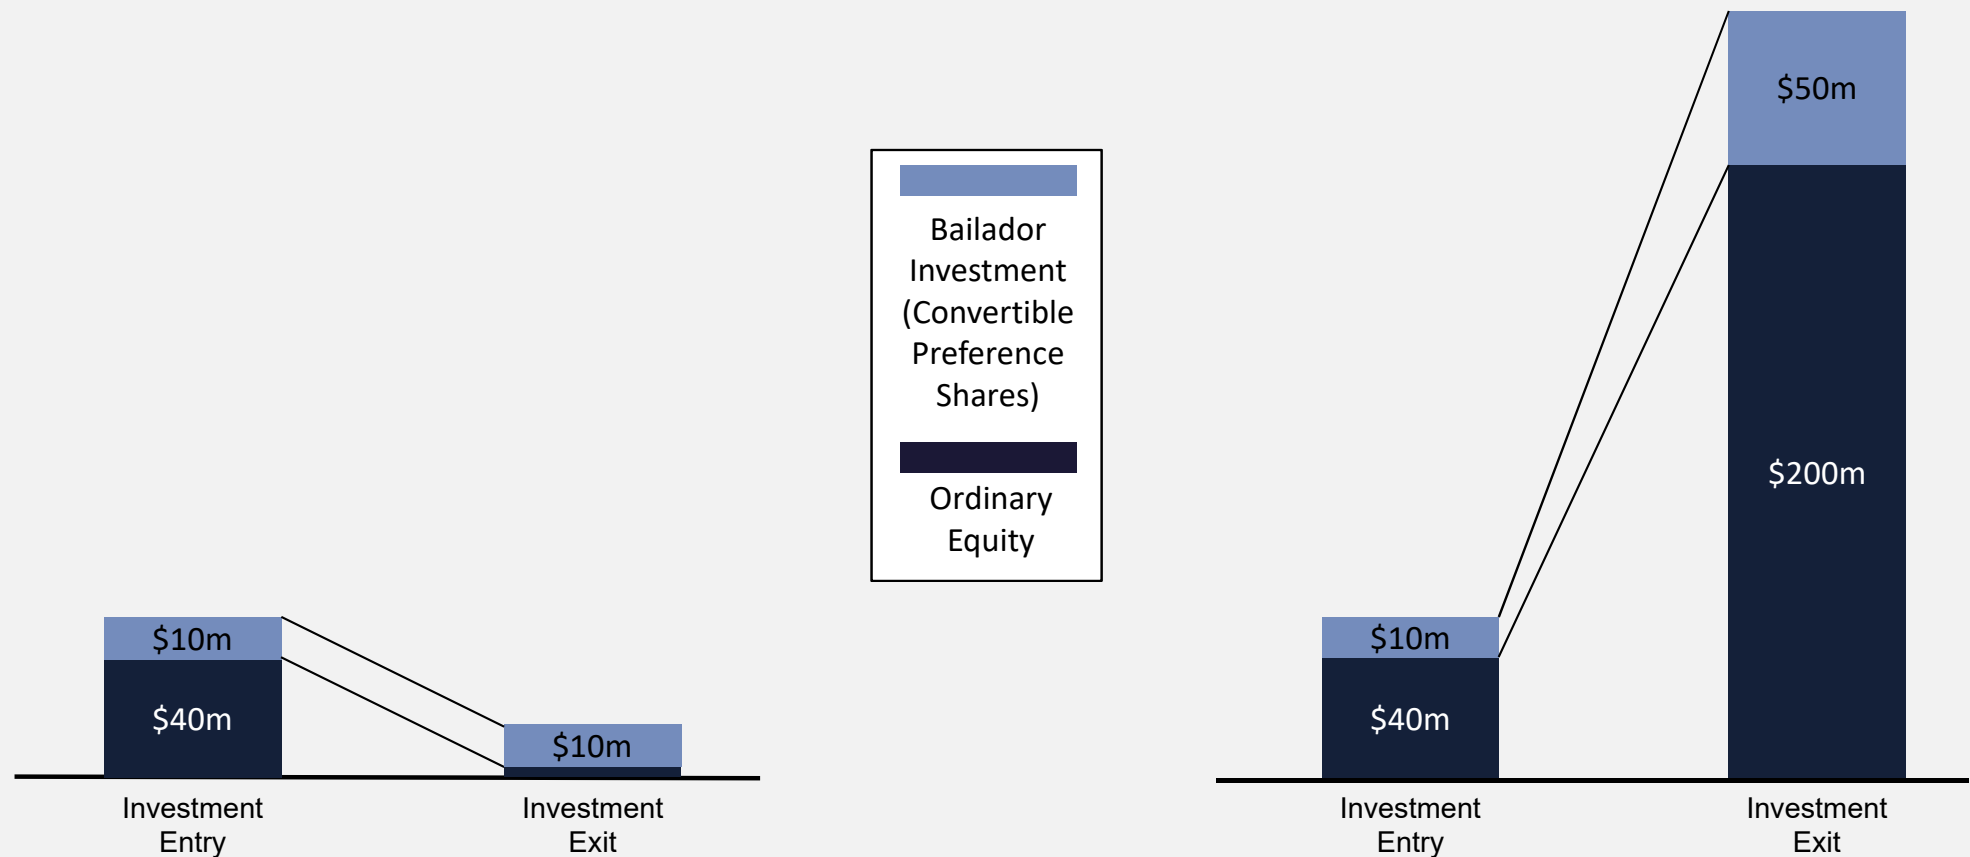 $10m
$40m
$10m
Investment
Entry
Investment
Exit
Bailador
Investment
(Convertible
Preference
Shares)
Ordinary
Equity
$50m
$200m
$10m
$40m
Investment
Entry
Investment
Exit